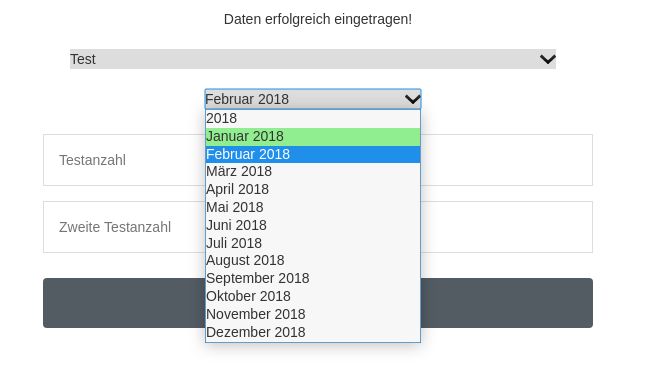 Daten erfolgreich eingetragen!
Test
Februar 2018
2018
Januar 2018
Februar 2018
März 2018
April 2018
Mai 2018
Juni 2018
Juli 2018
August 2018
September 2018
Oktober 2018
November 2018
Dezember 2018
Testanzahl
Zweite Testanzahl